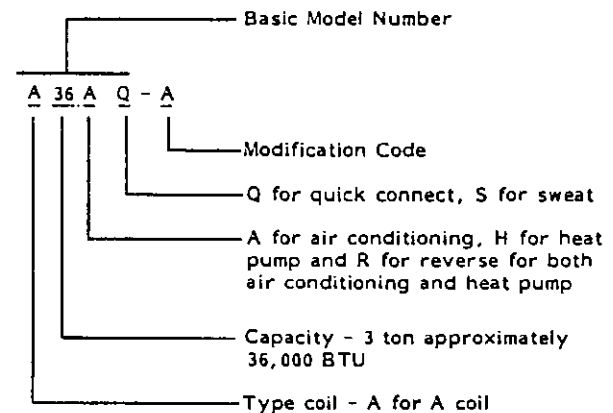 Basic Model Number
A 36 A Q - A
Modification Code
Q for quick connect, S for sweat
A for air conditioning, H for heat
pump and R for reverse for both
air conditioning and heat pump
Capacity - 3 ton approximately
36,000 BTU
Type coil - A for A coil